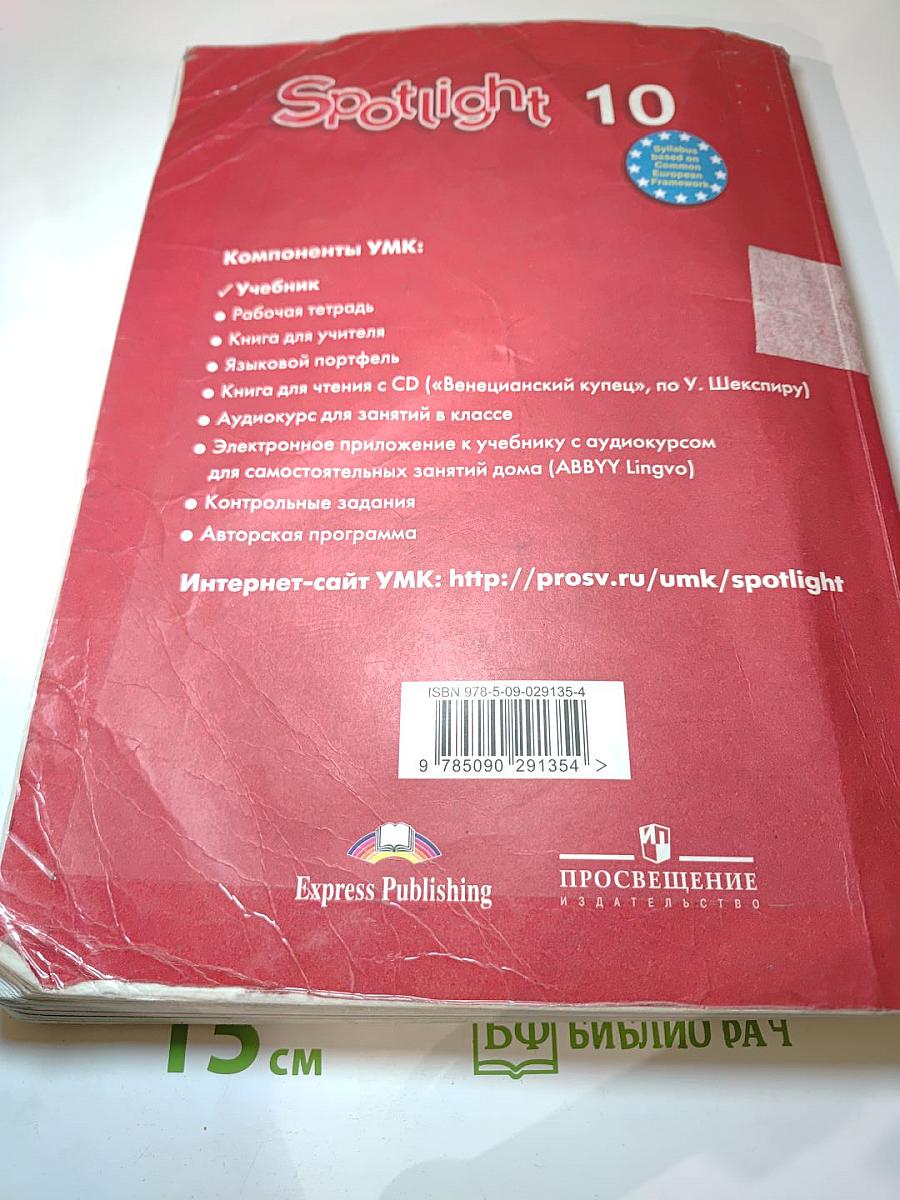 Spotlight 10
Syllabus
based on
Common
European
Framework
Компоненты УМК:
✓ Учебник
● Рабочая тетрадь
● Книга для учителя
● Языковой портфель
● Книга для чтения с CD («Венецианский купец», по У. Шекспиру)
● Аудиокурс для занятий в классе
● Электронное приложение к учебнику с аудиокурсом
для самостоятельных занятий дома (ABBYY Lingvo)
● Контрольные задания
● Авторская программа
Интернет-сайт УМК: http://prosv.ru/umk/spotlight
ISBN 978-5-09-029135-4
9 785090 291354 >
Express Publishing
ИП
ПРОСВЕЩЕНИЕ
ИЗДАТЕЛЬСТВО
15 см
БФ